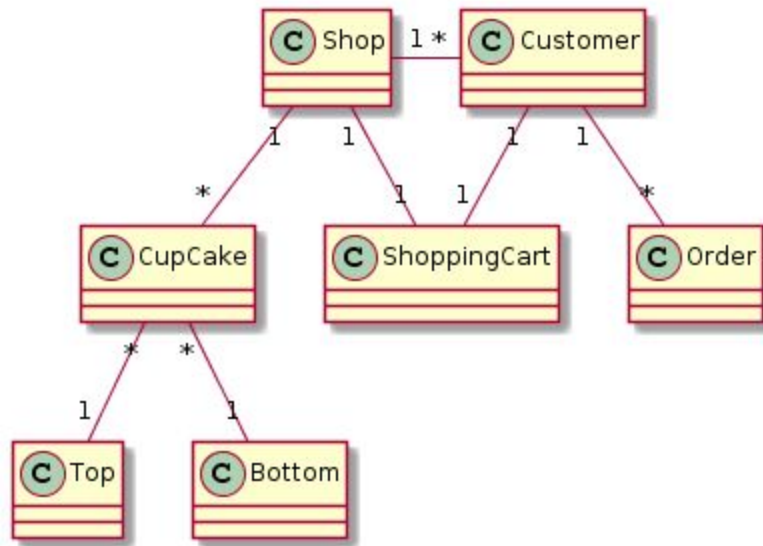 C Shop 1 * C Customer
1 1 1 1
* 1 1 *
C CupCake C ShoppingCart C Order
* *
1 1
C Top C Bottom